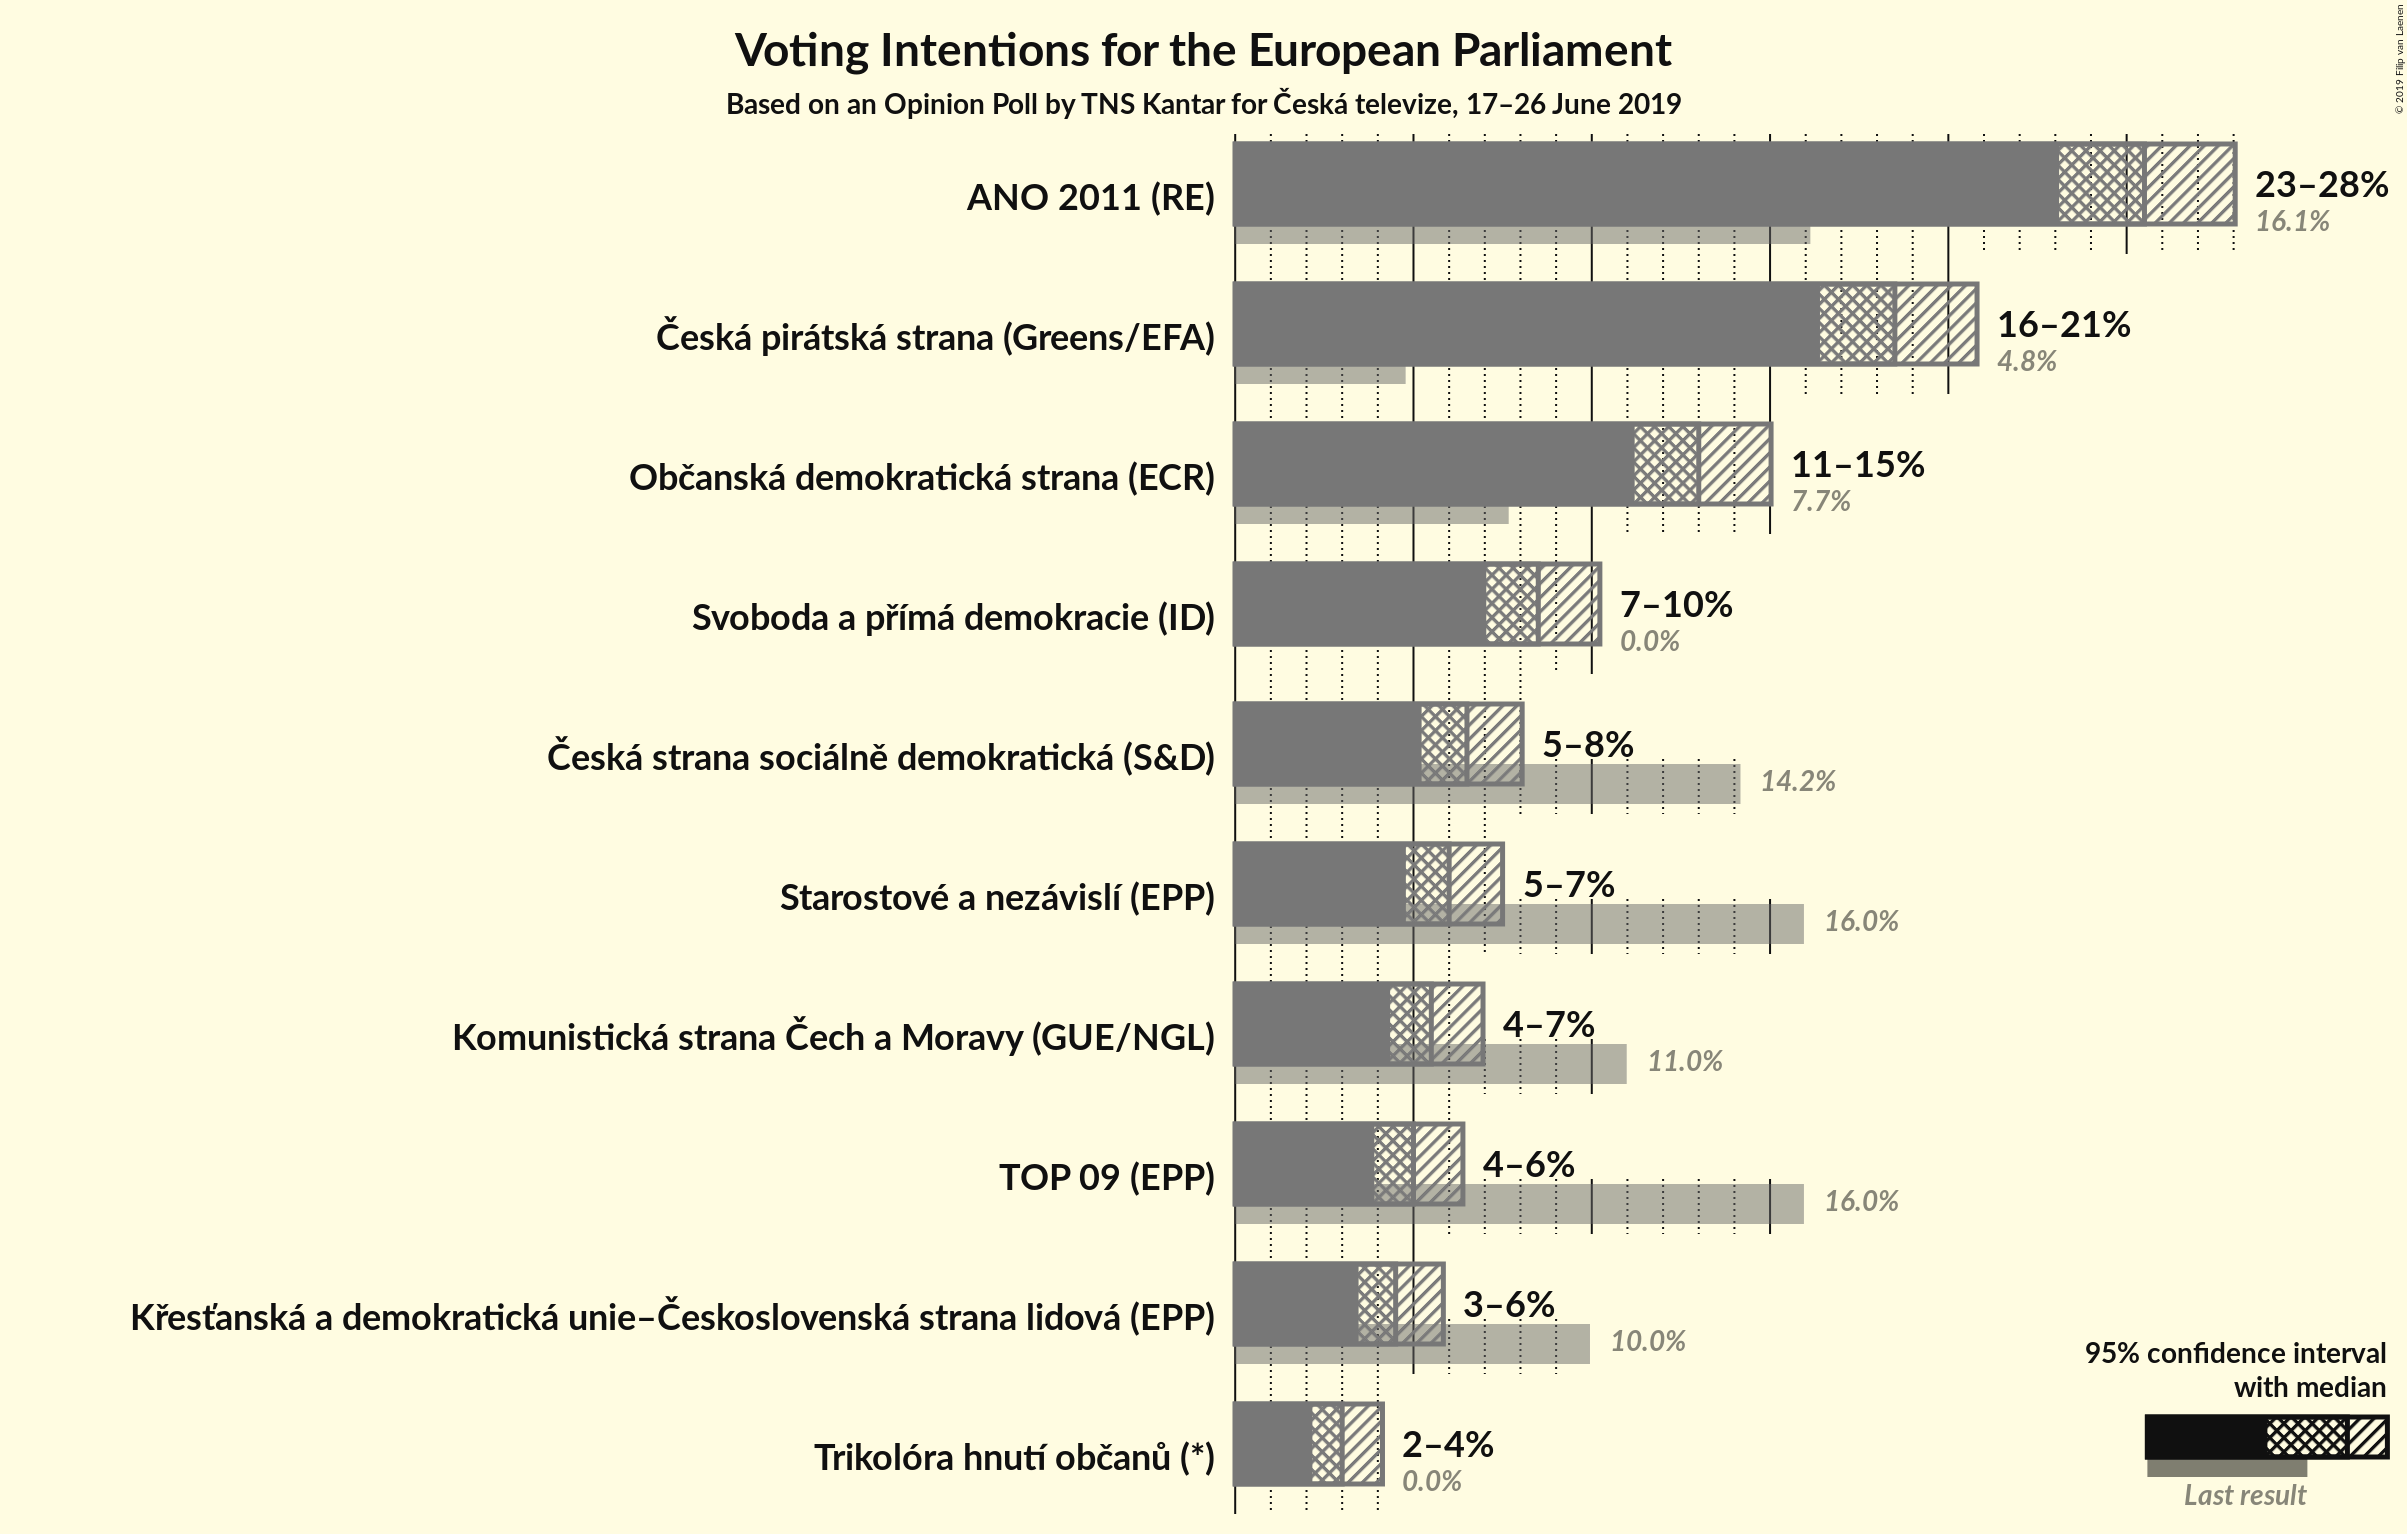 Voting Intentions for the European Parliament
Based on an Opinion Poll by TNS Kantar for Česká televize, 17–26 June 2019
© 2019 Filip van Laenen
ANO 2011 (RE)
23–28%
16.1%
Česká pirátská strana (Greens/EFA)
16–21%
4.8%
Občanská demokratická strana (ECR)
11–15%
7.7%
Svoboda a přímá demokracie (ID)
7–10%
0.0%
Česká strana sociálně demokratická (S&D)
5–8%
14.2%
Starostové a nezávislí (EPP)
5–7%
16.0%
Komunistická strana Čech a Moravy (GUE/NGL)
4–7%
11.0%
TOP 09 (EPP)
4–6%
16.0%
Křesťanská a demokratická unie–Československá strana lidová (EPP)
3–6%
10.0%
Trikolóra hnutí občanů (*)
2–4%
0.0%
95% confidence interval
with median
Last result